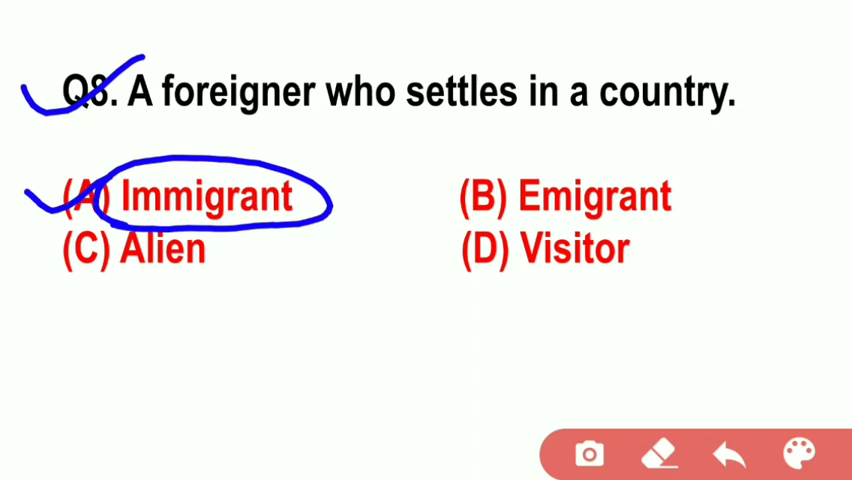 Q8. A foreigner who settles in a country.
(A) Immigrant (B) Emigrant
(C) Alien (D) Visitor